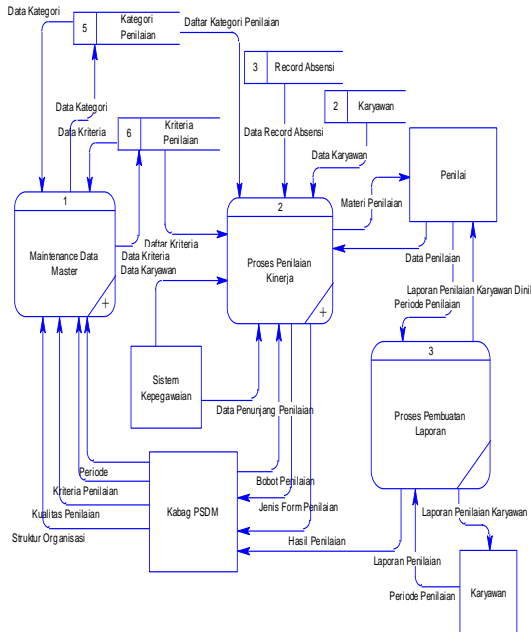 Data Kategori
5
Kategori
Penilaian
Daftar Kategori Penilaian
3
Record Absensi
2
Karyawan
Data Kategori
Data Kriteria
6
Kriteria
Penilaian
Data Record Absensi
Data Karyawan
Penilai
Materi Penilaian
1
Maintenance Data
Master
+
2
Proses Penilaian
Kinerja
+
Daftar Kriteria
Data Kriteria
Data Karyawan
Data Penilaian
Laporan Penilaian Karyawan Dinil
Periode Penilaian
3
Proses Pembuatan
Laporan
Sistem
Kepegawaian
Data Penunjang Penilaian
Periode
Kriteria Penilaian
Kualitas Penilaian
Struktur Organisasi
Kabag PSDM
Bobot Penilaian
Jenis Form Penilaian
Hasil Penilaian
Laporan Penilaian Karyawan
Laporan Penilaian
Periode Penilaian
Karyawan